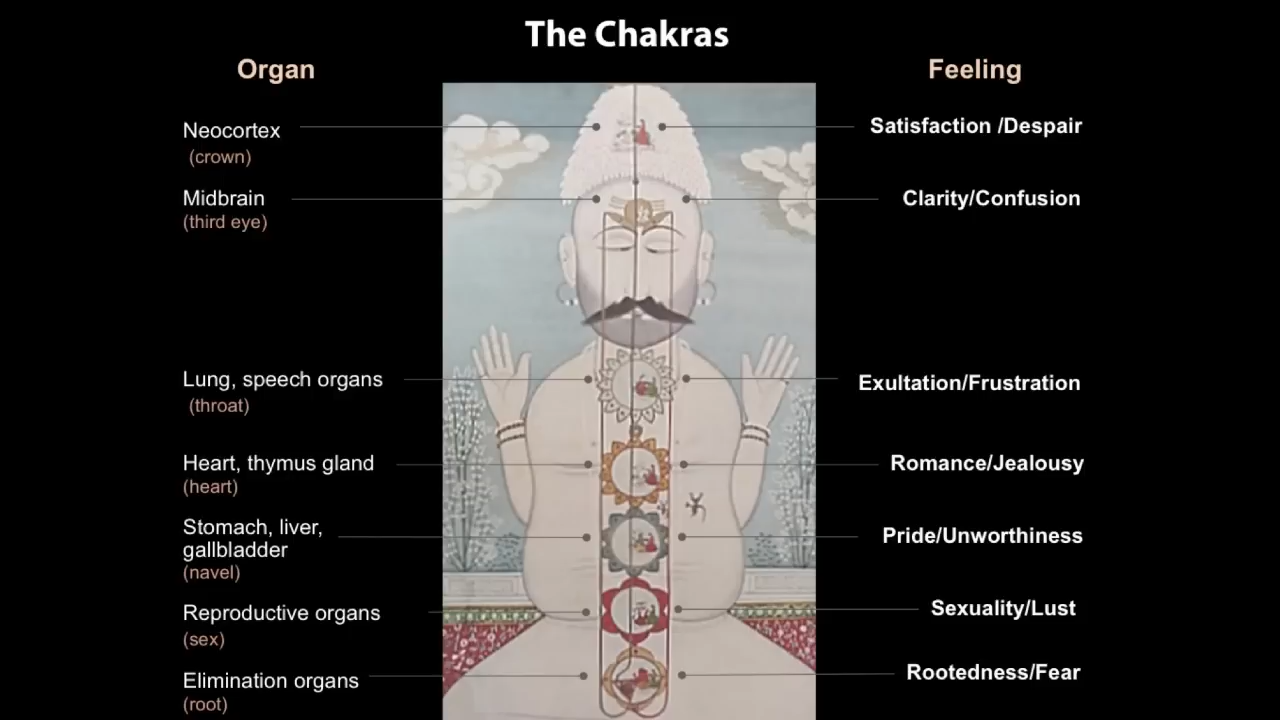 The Chakras
Organ
Feeling
Neocortex
(crown)
Satisfaction /Despair
Midbrain
(third eye)
Clarity/Confusion
Lung, speech organs
(throat)
Exultation/Frustration
Heart, thymus gland
(heart)
Romance/Jealousy
Stomach, liver,
gallbladder
(navel)
Pride/Unworthiness
Reproductive organs
(sex)
Sexuality/Lust
Elimination organs
(root)
Rootedness/Fear